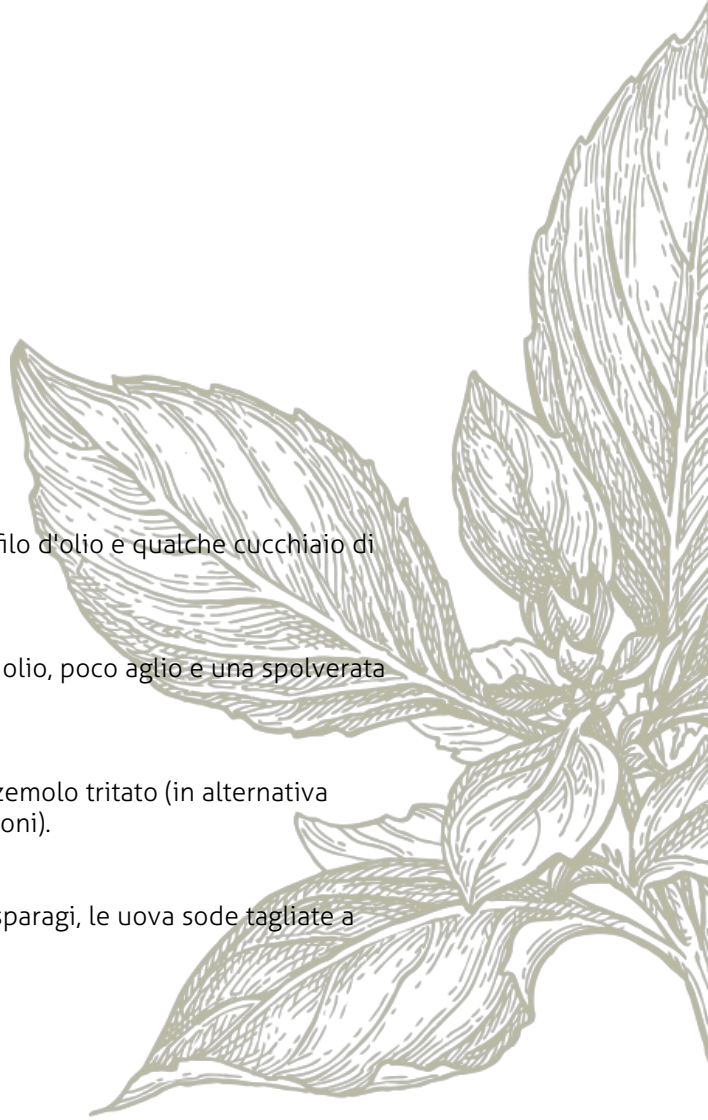 filo d'olio e qualche cucchiaio di
olio, poco aglio e una spolverata
zemolo tritato (in alternativa
oni).
sparagi, le uova sode tagliate a